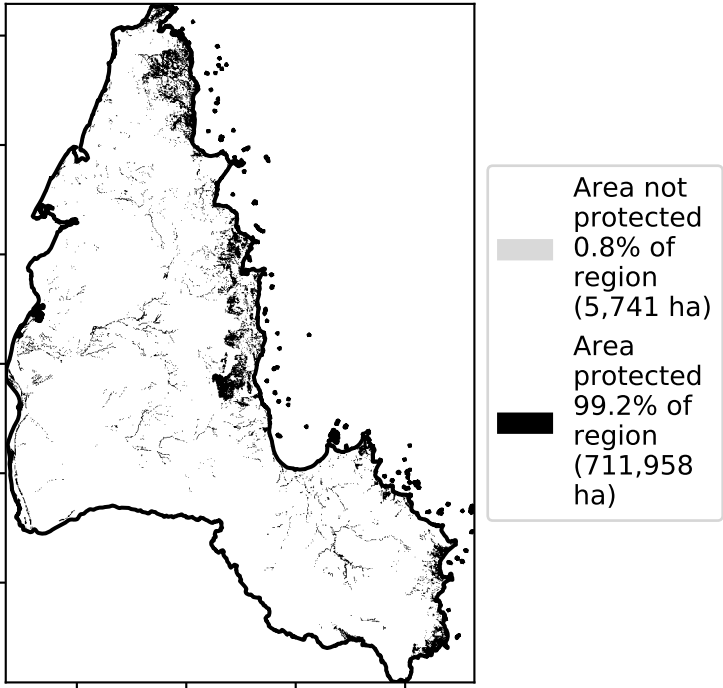 Area not
protected
0.8% of
region
(5,741 ha)
Area
protected
99.2% of
region
(711,958
ha)